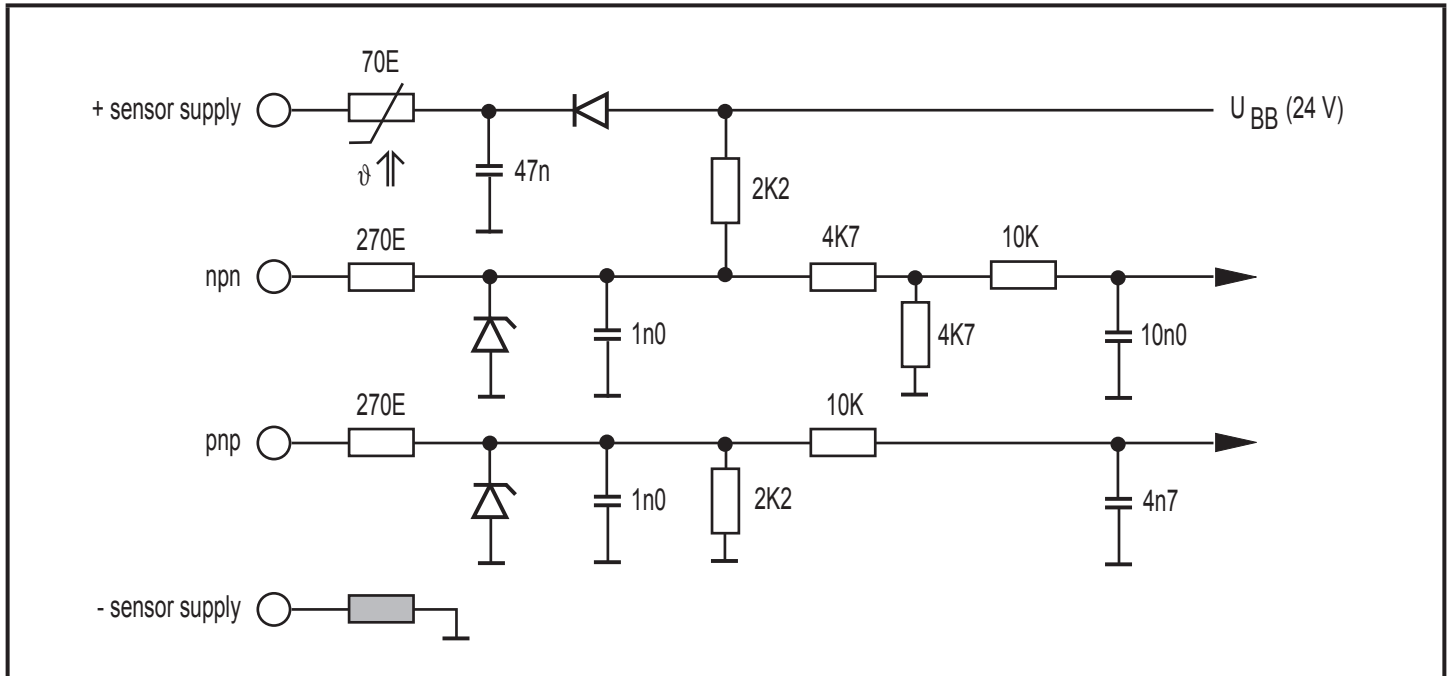 70E
+ sensor supply
U BB (24 V)
ϑ ⇑
47n
2K2
270E
4K7
10K
npn
1n0
4K7
10n0
270E
10K
pnp
1n0
2K2
4n7
- sensor supply